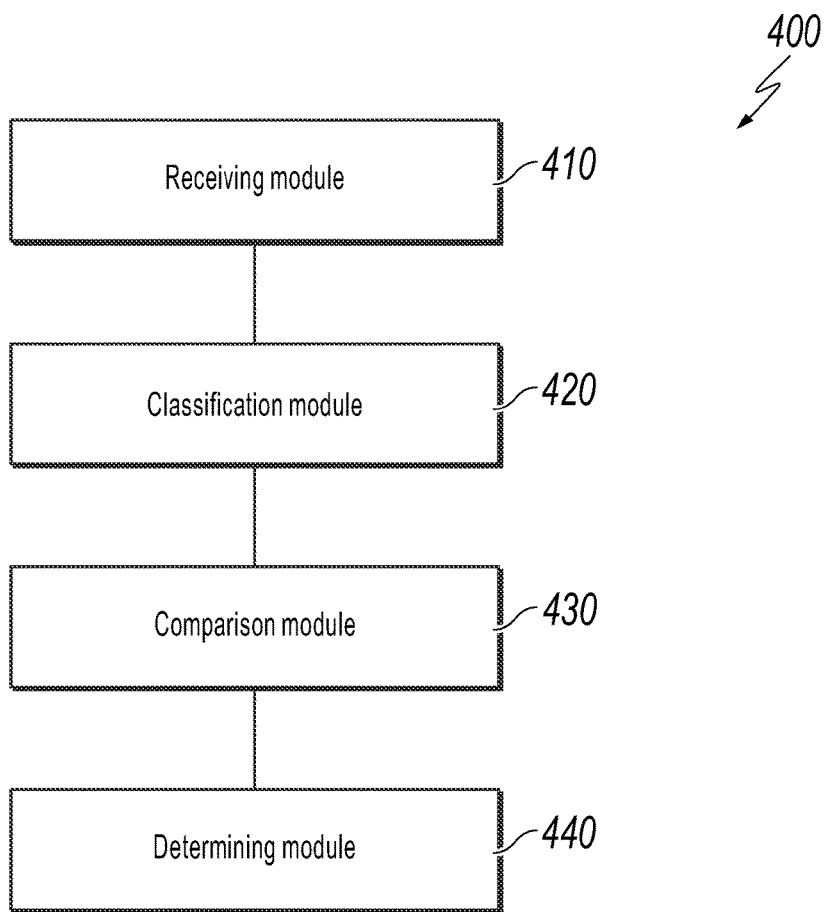 400
Receiving module
410
Classification module
420
Comparison module
430
Determining module
440